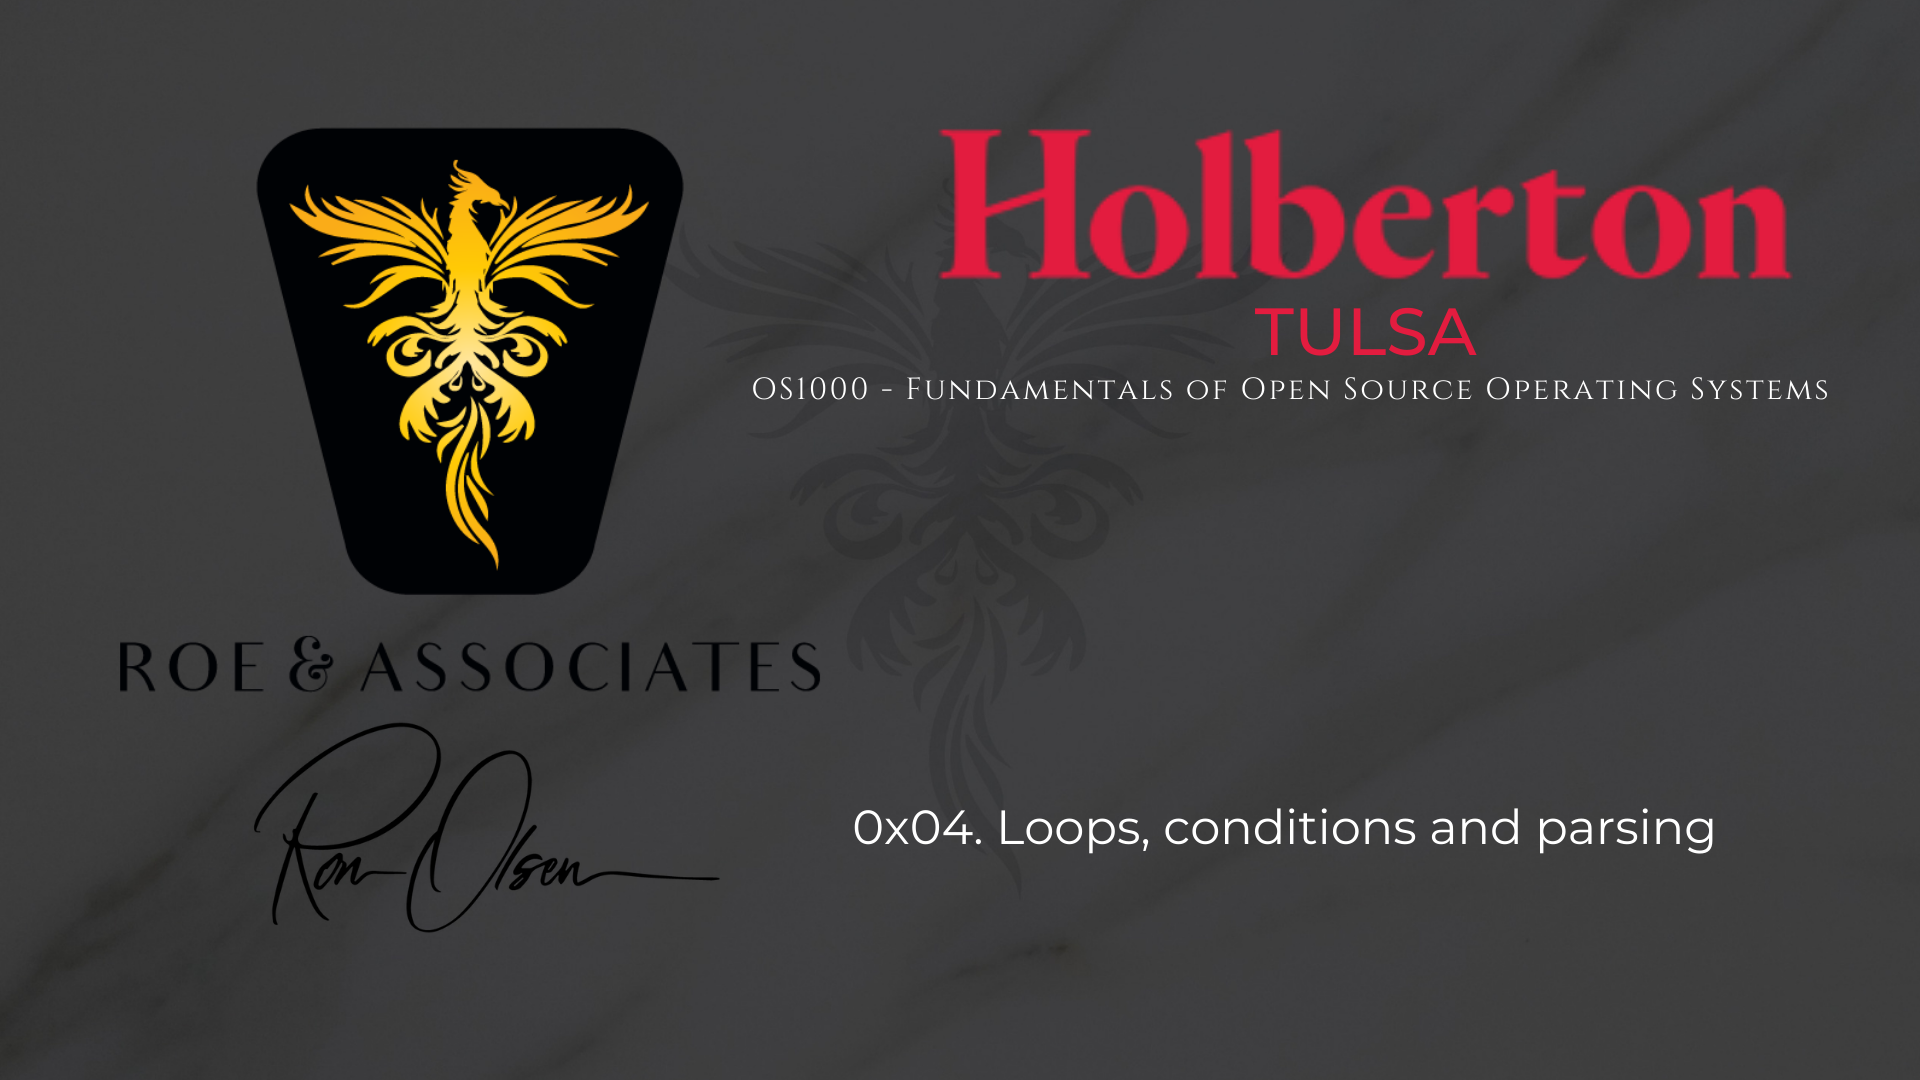 Holberton
TULSA
OS1000 - Fundamentals of Open Source Operating Systems
ROE & ASSOCIATES
Ron Olsen
0x04. Loops, conditions and parsing